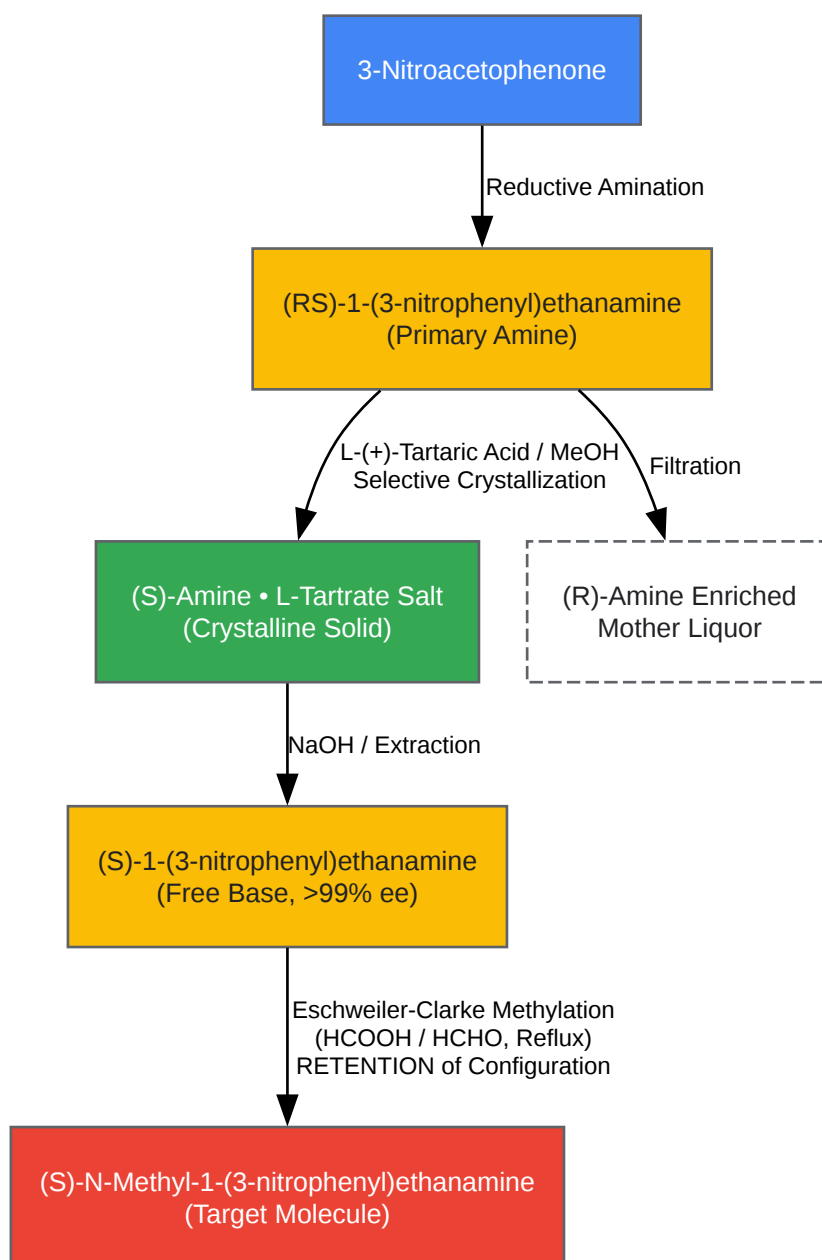 3-Nitroacetophenone
Reductive Amination
(RS)-1-(3-nitrophenyl)ethanamine
(Primary Amine)
L-(+)-Tartaric Acid / MeOH
Selective Crystallization
Filtration
(S)-Amine • L-Tartrate Salt
(Crystalline Solid)
(R)-Amine Enriched
Mother Liquor
NaOH / Extraction
(S)-1-(3-nitrophenyl)ethanamine
(Free Base, >99% ee)
Eschweiler-Clarke Methylation
(HCOOH / HCHO, Reflux)
RETENTION of Configuration
(S)-N-Methyl-1-(3-nitrophenyl)ethanamine
(Target Molecule)